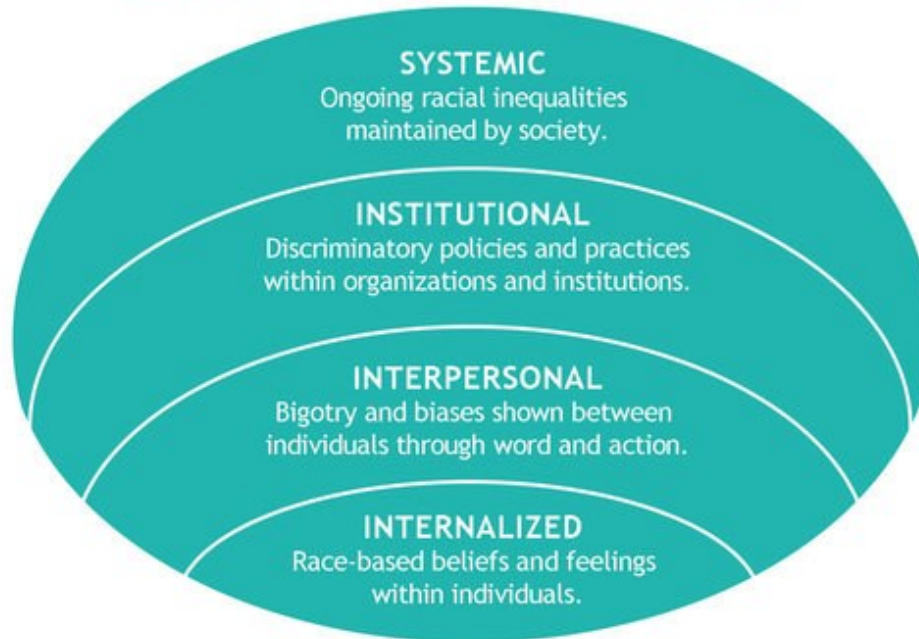 SYSTEMIC
Ongoing racial inequalities
maintained by society.
INSTITUTIONAL
Discriminatory policies and practices
within organizations and institutions.
INTERPERSONAL
Bigotry and biases shown between
individuals through word and action.
INTERNALIZED
Race-based beliefs and feelings
within individuals.